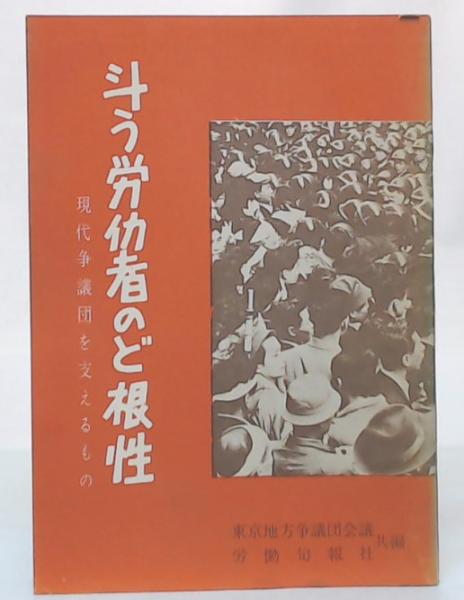 斗う労仂者のど根性
現代争議団を支えるもの
東京地方争議団会議
労働旬報社
共編